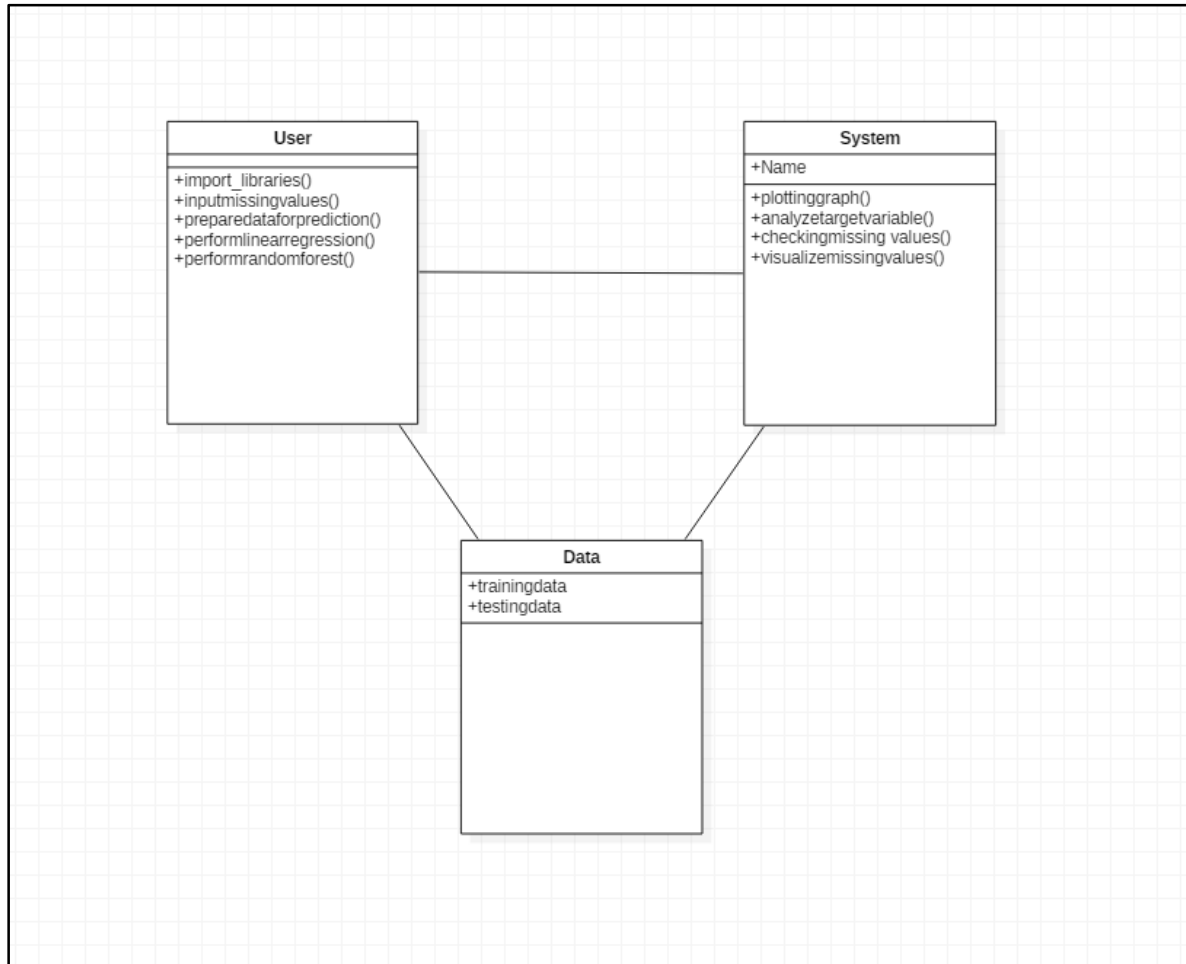 User
+import_libraries()
+inputmissingvalues()
+preparedataforprediction()
+performlinearregression()
+performrandomforest()
System
+Name
+plottinggraph()
+analyzetargetvariable()
+checkingmissing values()
+visualizemissingvalues()
Data
+trainingdata
+testingdata